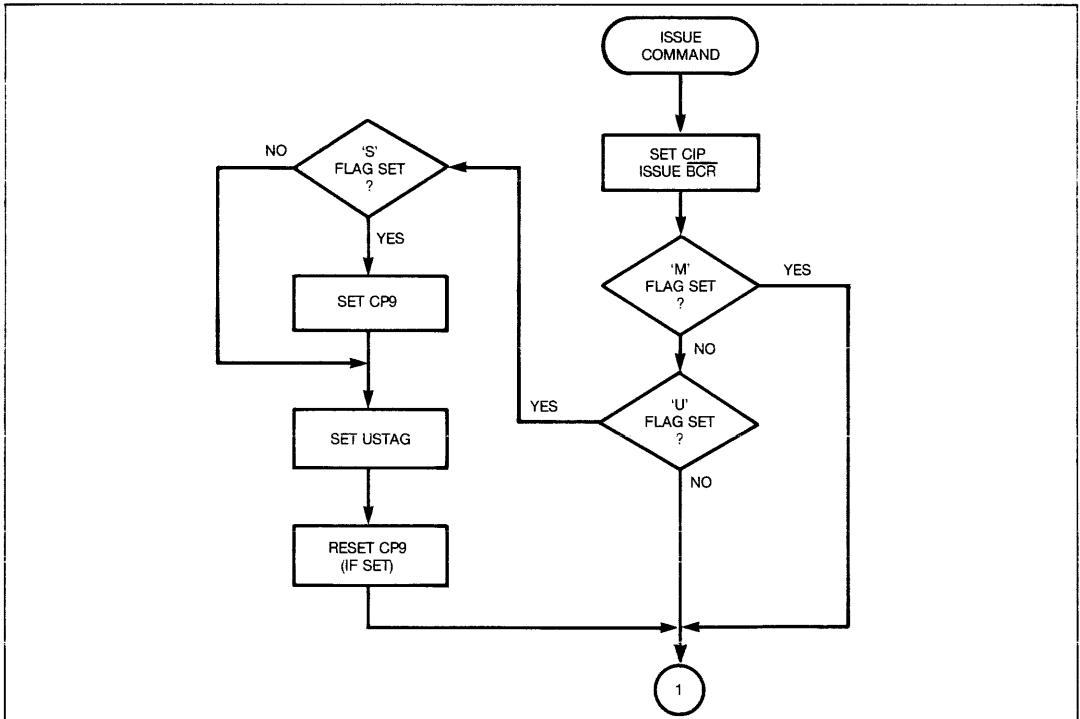 ISSUE
COMMAND
SET CIP
ISSUE B̅C̅R̅
'M'
FLAG SET
?
YES
NO
'U'
FLAG SET
?
YES
NO
'S'
FLAG SET
?
NO
YES
SET CP9
SET USTAG
RESET CP9
(IF SET)
1